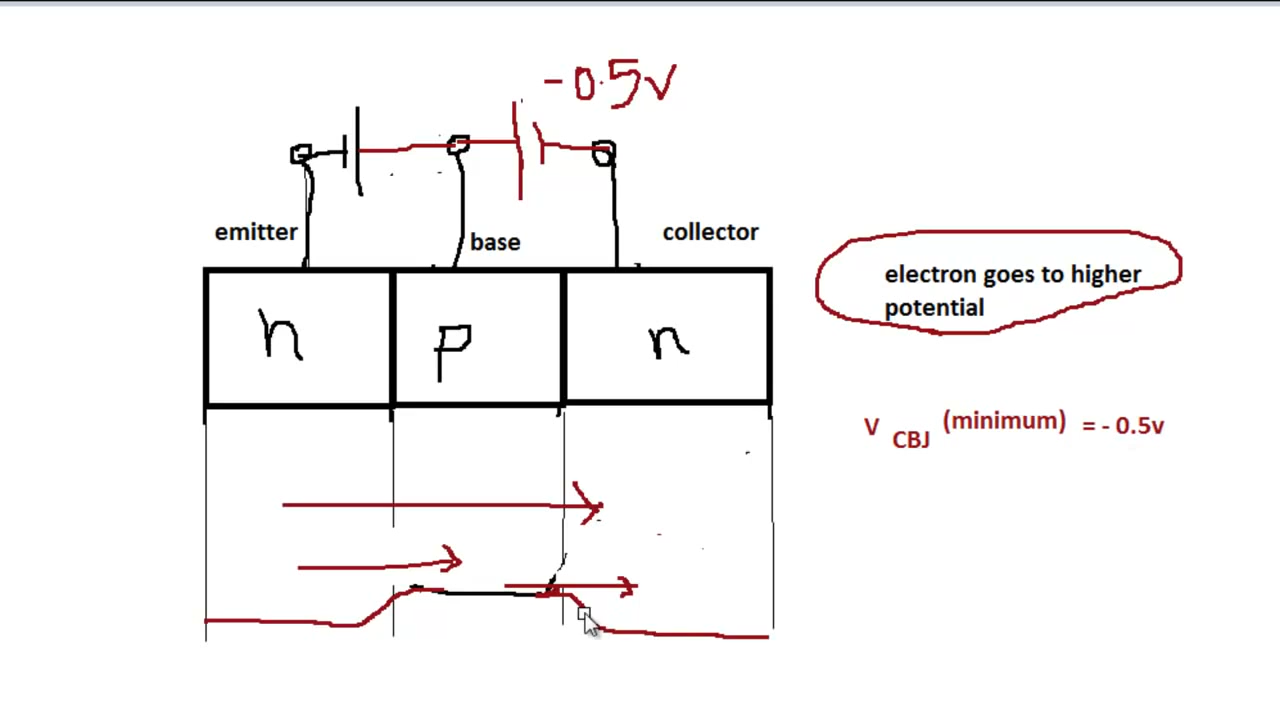 -0.5v
emitter
base
collector
n
p
n
electron goes to higher
potential
V CBJ (minimum) = - 0.5v